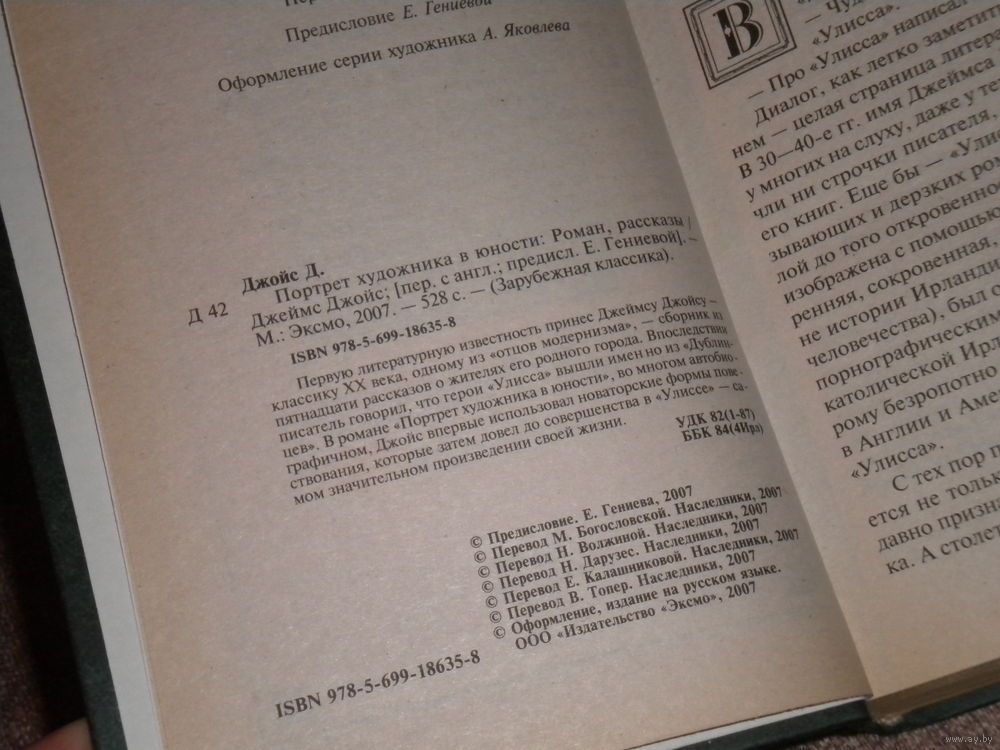 Предисловие Е. Гениевой
Оформление серии художника А. Яковлева
Джойс Д.
Д 42
Портрет художника в юности: Роман, рассказы /
Джеймс Джойс; [пер. с англ.; предисл. Е. Гениевой]. —
М.: Эксмо, 2007. — 528 с. — (Зарубежная классика).
ISBN 978-5-699-18635-8
Первую литературную известность принес Джеймсу Джойсу —
классику XX века, одному из «отцов модернизма», — сборник из
пятнадцати рассказов о жителях его родного города. Впоследствии
писатель говорил, что герои «Улисса» вышли именно из «Дублин-
цев». В романе «Портрет художника в юности», во многом автобио-
графичном, Джойс впервые использовал новаторские формы пове-
ствования, которые затем довел до совершенства в «Улиссе» — са-
мом значительном произведении своей жизни.
УДК 82(1-87)
ББК 84(4Ирл)
© Предисловие. Е. Гениева, 2007
© Перевод М. Богословской. Наследники, 2007
© Перевод Н. Волжиной. Наследники, 2007
© Перевод Н. Дарузес. Наследники, 2007
© Перевод Е. Калашниковой. Наследники, 2007
© Перевод В. Топер. Наследники, 2007
© Оформление, издание на русском языке.
ООО «Издательство «Эксмо», 2007
ISBN 978-5-699-18635-8
В
«Улисса».
— Про «Улисса» написал
Диалог, как легко заметить
нем — целая страница литера
В 30—40-е гг. имя Джеймса
у многих на слуху, даже у те
чли ни строчки писателя,
его книг. Еще бы — «Улис
зывающих и дерзких ром
лой до того откровенно
изображена с помощью
ренняя, сокровенная,
не истории Ирланди
человечества), был о
порнографическим
католической Ирл
рому безропотно
в Англии и Амер
«Улисса».
С тех пор п
ется не тольк
давно призн
ка. А столет
www.ay.by